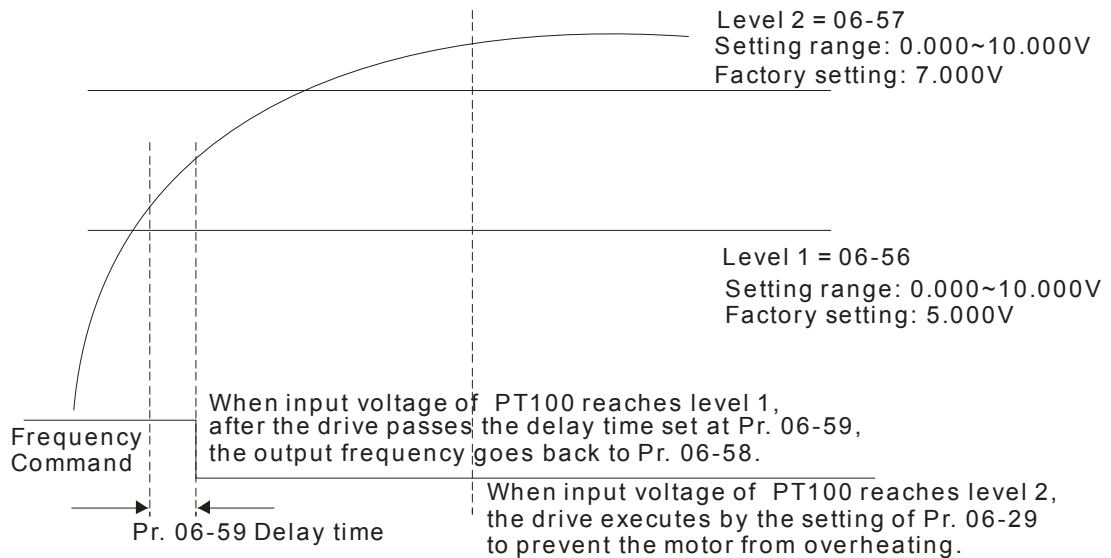 Level 2 = 06-57
Setting range: 0.000~10.000V
Factory setting: 7.000V
Level 1 = 06-56
Setting range: 0.000~10.000V
Factory setting: 5.000V
Frequency
Command
When input voltage of PT100 reaches level 1,
after the drive passes the delay time set at Pr. 06-59,
the output frequency goes back to Pr. 06-58.
Pr. 06-59 Delay time
When input voltage of PT100 reaches level 2,
the drive executes by the setting of Pr. 06-29
to prevent the motor from overheating.